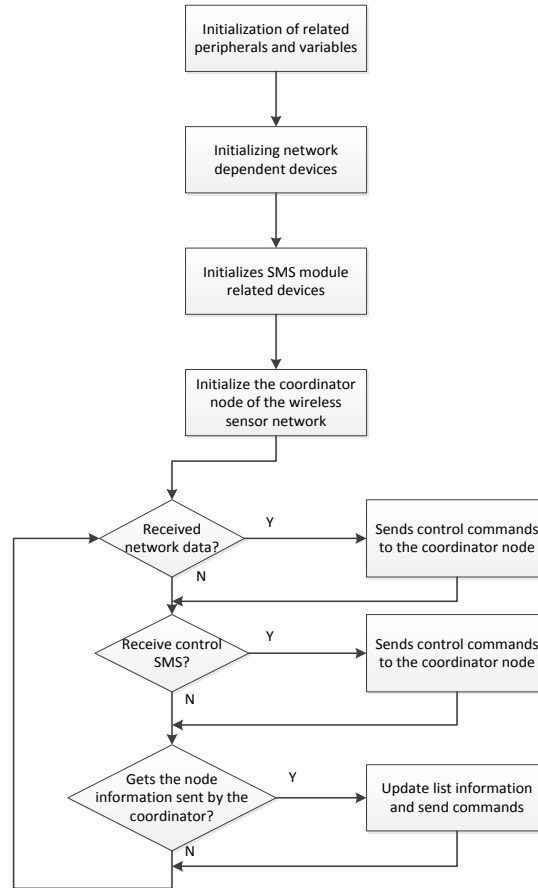 Initialization of related
peripherals and variables
Initializing network
dependent devices
Initializes SMS module
related devices
Initialize the coordinator
node of the wireless
sensor network
Received
network data?
Y
Sends control commands
to the coordinator node
N
Receive control
SMS?
Y
Sends control commands
to the coordinator node
N
Gets the node
information sent by the
coordinator?
Y
Update list information
and send commands
N